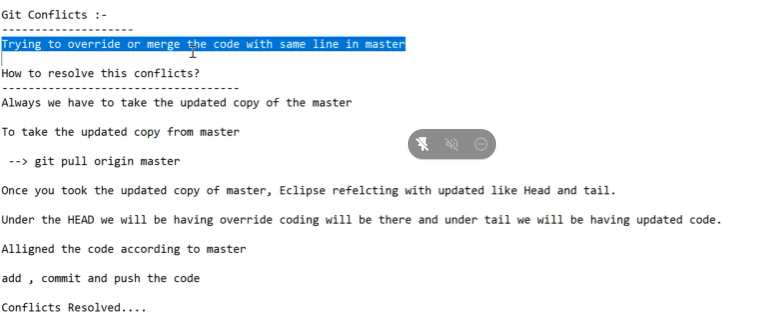 Git Conflicts :-
--------------------
Trying to override or merge the code with same line in master
How to resolve this conflicts?
------------------------------------
Always we have to take the updated copy of the master
To take the updated copy from master
--> git pull origin master
Once you took the updated copy of master, Eclipse refelcting with updated like Head and tail.
Under the HEAD we will be having override coding will be there and under tail we will be having updated code.
Alligned the code according to master
add , commit and push the code
Conflicts Resolved....